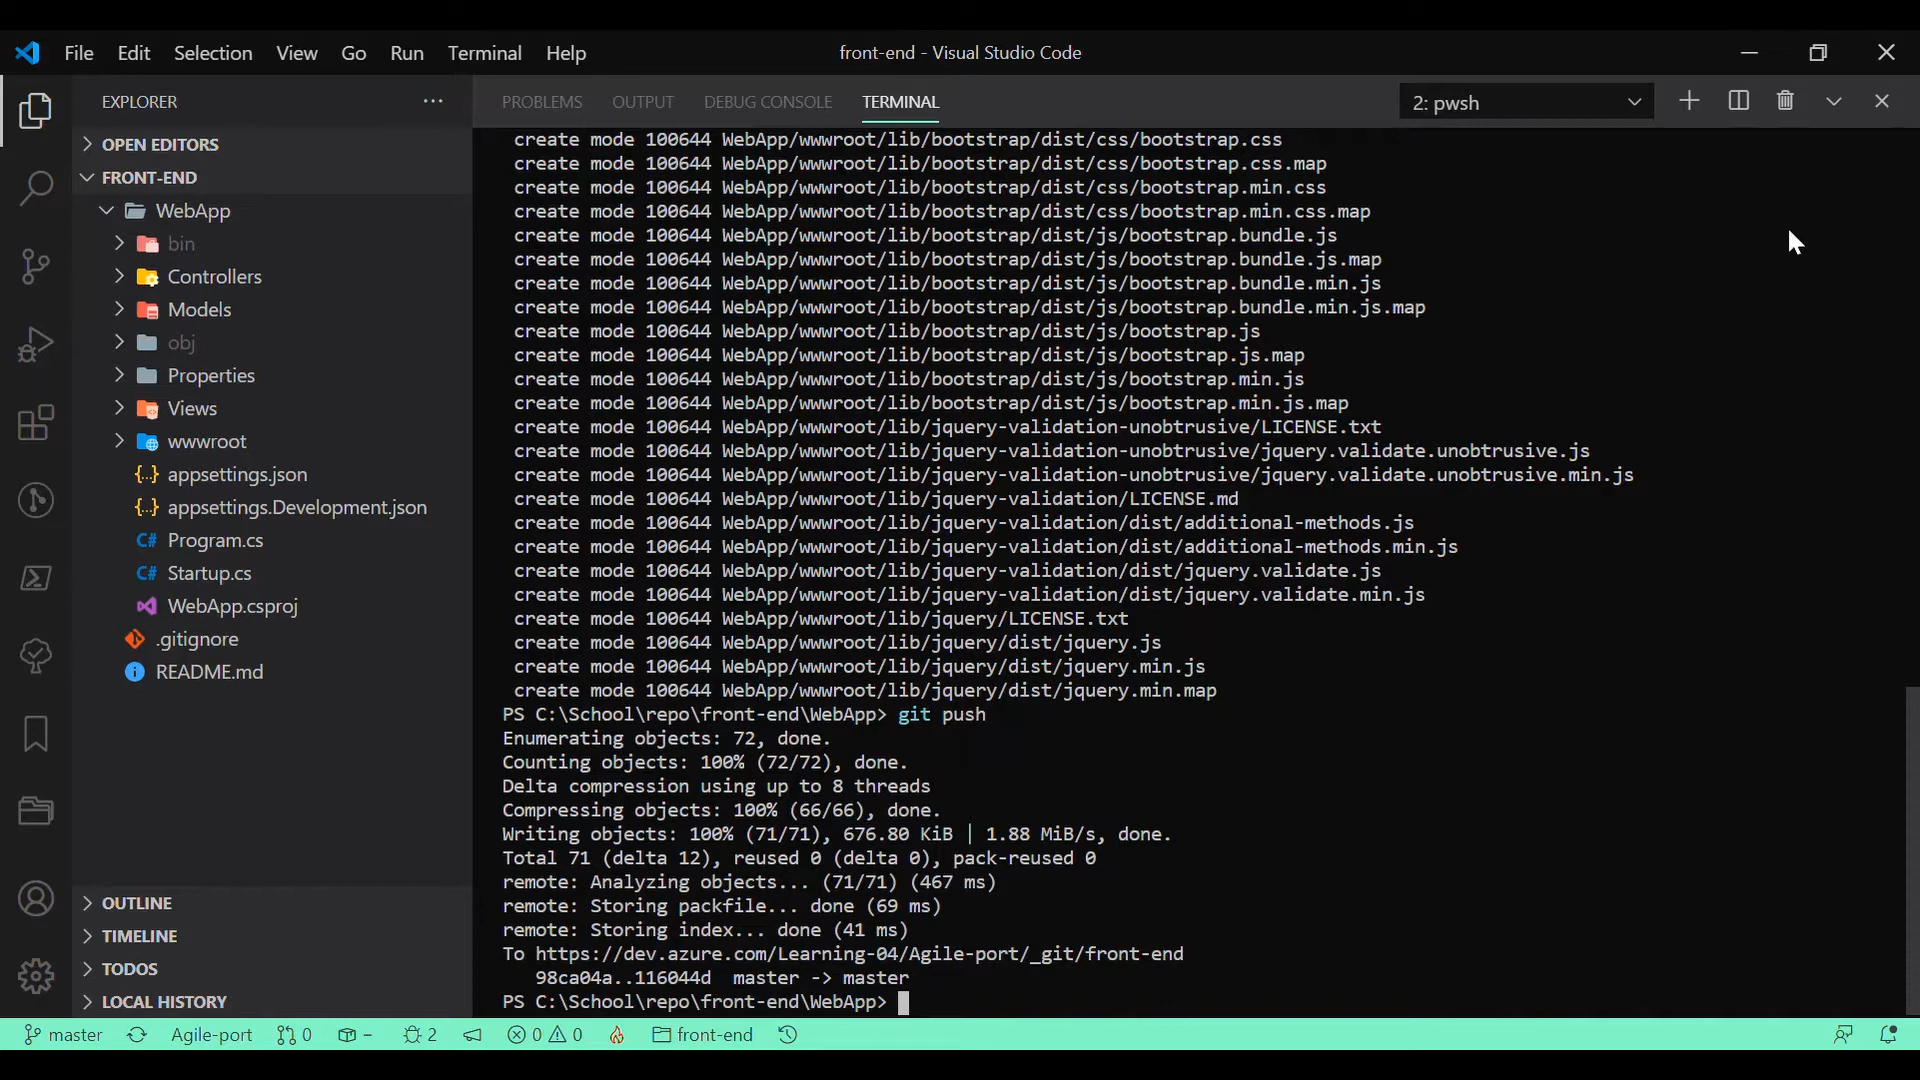 File Edit Selection View Go Run Terminal Help
front-end - Visual Studio Code
EXPLORER
OPEN EDITORS
FRONT-END
WebApp
bin
Controllers
Models
obj
Properties
Views
wwwroot
appsettings.json
appsettings.Development.json
C# Program.cs
C# Startup.cs
WebApp.csproj
.gitignore
README.md
OUTLINE
TIMELINE
TODOS
LOCAL HISTORY
PROBLEMS OUTPUT DEBUG CONSOLE TERMINAL
2: pwsh
create mode 100644 WebApp/wwwroot/lib/bootstrap/dist/css/bootstrap.css
create mode 100644 WebApp/wwwroot/lib/bootstrap/dist/css/bootstrap.css.map
create mode 100644 WebApp/wwwroot/lib/bootstrap/dist/css/bootstrap.min.css
create mode 100644 WebApp/wwwroot/lib/bootstrap/dist/css/bootstrap.min.css.map
create mode 100644 WebApp/wwwroot/lib/bootstrap/dist/js/bootstrap.bundle.js
create mode 100644 WebApp/wwwroot/lib/bootstrap/dist/js/bootstrap.bundle.js.map
create mode 100644 WebApp/wwwroot/lib/bootstrap/dist/js/bootstrap.bundle.min.js
create mode 100644 WebApp/wwwroot/lib/bootstrap/dist/js/bootstrap.bundle.min.js.map
create mode 100644 WebApp/wwwroot/lib/bootstrap/dist/js/bootstrap.js
create mode 100644 WebApp/wwwroot/lib/bootstrap/dist/js/bootstrap.js.map
create mode 100644 WebApp/wwwroot/lib/bootstrap/dist/js/bootstrap.min.js
create mode 100644 WebApp/wwwroot/lib/bootstrap/dist/js/bootstrap.min.js.map
create mode 100644 WebApp/wwwroot/lib/jquery-validation-unobtrusive/LICENSE.txt
create mode 100644 WebApp/wwwroot/lib/jquery-validation-unobtrusive/jquery.validate.unobtrusive.js
create mode 100644 WebApp/wwwroot/lib/jquery-validation-unobtrusive/jquery.validate.unobtrusive.min.js
create mode 100644 WebApp/wwwroot/lib/jquery-validation/LICENSE.md
create mode 100644 WebApp/wwwroot/lib/jquery-validation/dist/additional-methods.js
create mode 100644 WebApp/wwwroot/lib/jquery-validation/dist/additional-methods.min.js
create mode 100644 WebApp/wwwroot/lib/jquery-validation/dist/jquery.validate.js
create mode 100644 WebApp/wwwroot/lib/jquery-validation/dist/jquery.validate.min.js
create mode 100644 WebApp/wwwroot/lib/jquery/LICENSE.txt
create mode 100644 WebApp/wwwroot/lib/jquery/dist/jquery.js
create mode 100644 WebApp/wwwroot/lib/jquery/dist/jquery.min.js
create mode 100644 WebApp/wwwroot/lib/jquery/dist/jquery.min.map
PS C:\School\repo\front-end\WebApp> git push
Enumerating objects: 72, done.
Counting objects: 100% (72/72), done.
Delta compression using up to 8 threads
Compressing objects: 100% (66/66), done.
Writing objects: 100% (71/71), 676.80 KiB | 1.88 MiB/s, done.
Total 71 (delta 12), reused 0 (delta 0), pack-reused 0
remote: Analyzing objects... (71/71) (467 ms)
remote: Storing packfile... done (69 ms)
remote: Storing index... done (41 ms)
To https://dev.azure.com/Learning-04/Agile-port/_git/front-end
98ca04a..116044d master -> master
PS C:\School\repo\front-end\WebApp>
master Agile-port 0 - 2 0 0 front-end